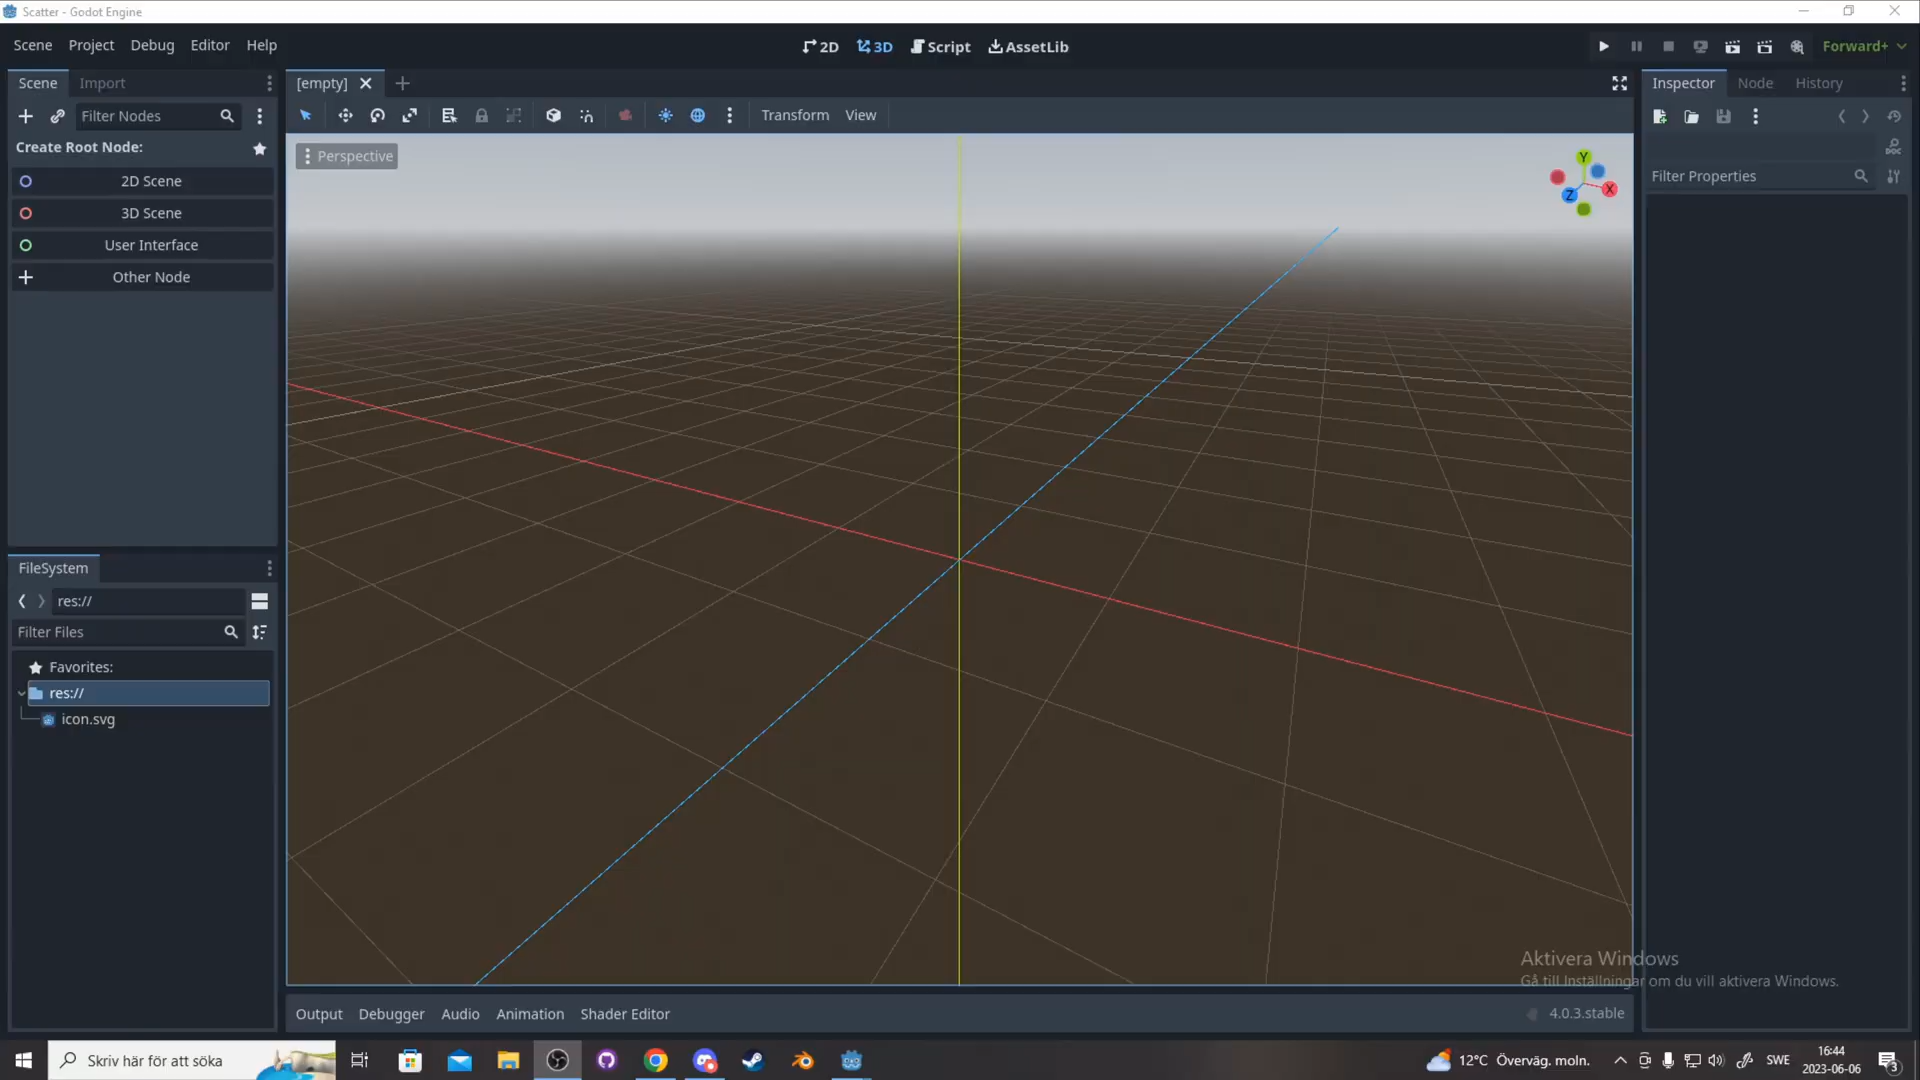 Scatter - Godot Engine
Scene Project Debug Editor Help
2D 3D Script AssetLib
Forward+
Scene Import
[empty]
Inspector Node History
Filter Nodes
Transform View
Create Root Node:
Perspective
2D Scene
3D Scene
User Interface
Other Node
Y
X
Z
DOC
Filter Properties
FileSystem
res://
Filter Files
Favorites:
res://
icon.svg
Aktivera Windows
Gå till Inställningar om du vill aktivera Windows.
Output Debugger Audio Animation Shader Editor
4.0.3.stable
Skriv här för att söka
12°C Överväg. moln.
SWE
16:44
2023-06-06
3